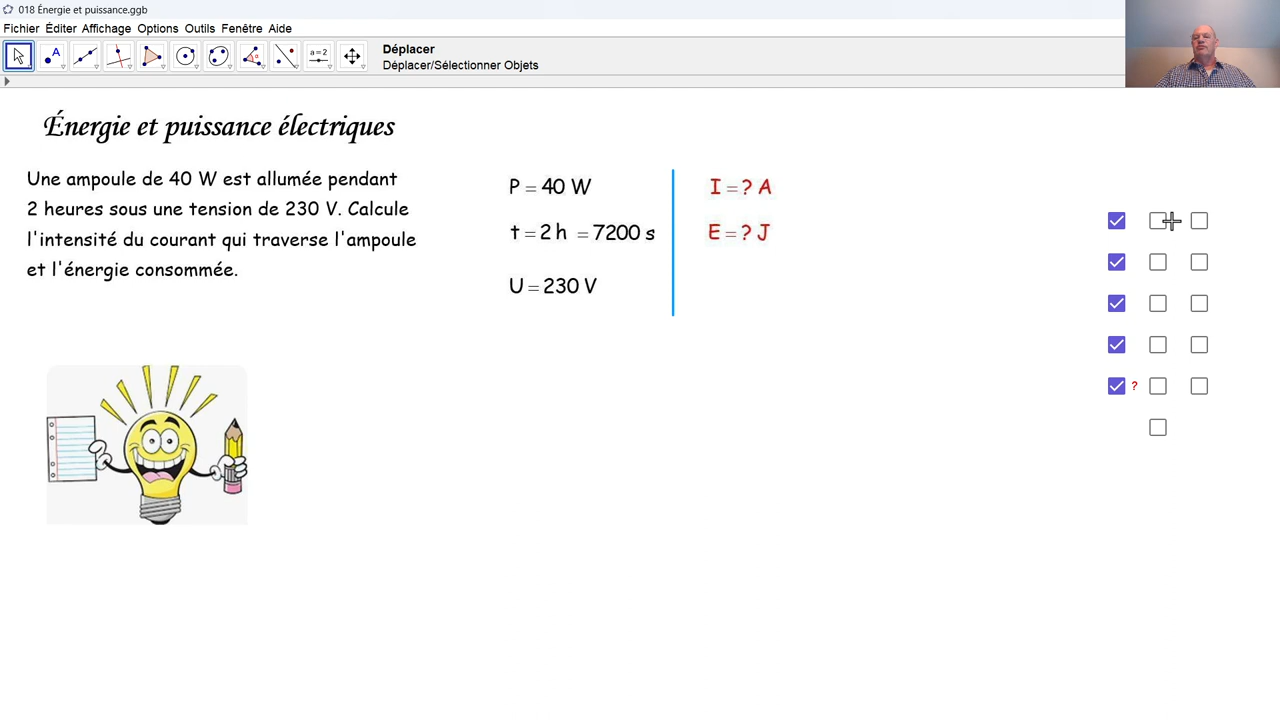 018 Énergie et puissance.ggb
Fichier Éditer Affichage Options Outils Fenêtre Aide
A
a=2
Déplacer
Déplacer/Sélectionner Objets
Énergie et puissance électriques
Une ampoule de 40 W est allumée pendant
2 heures sous une tension de 230 V. Calcule
l'intensité du courant qui traverse l'ampoule
et l'énergie consommée.
P = 40 W
t = 2 h = 7200 s
U = 230 V
I = ? A
E = ? J
?